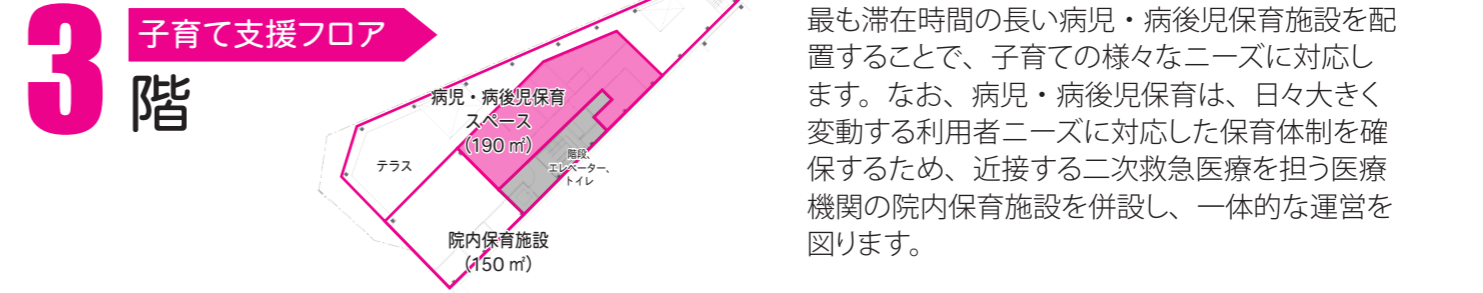 3
子育て支援フロア
階
病児・病後児保育
スペース
(190 ㎡)
テラス
階段、
エレベーター、
トイレ
院内保育施設
(150 ㎡)
最も滞在時間の長い病児・病後児保育施設を配
置することで、子育ての様々なニーズに対応し
ます。なお、病児・病後児保育は、日々大きく
変動する利用者ニーズに対応した保育体制を確
保するため、近接する二次救急医療を担う医療
機関の院内保育施設を併設し、一体的な運営を
図ります。